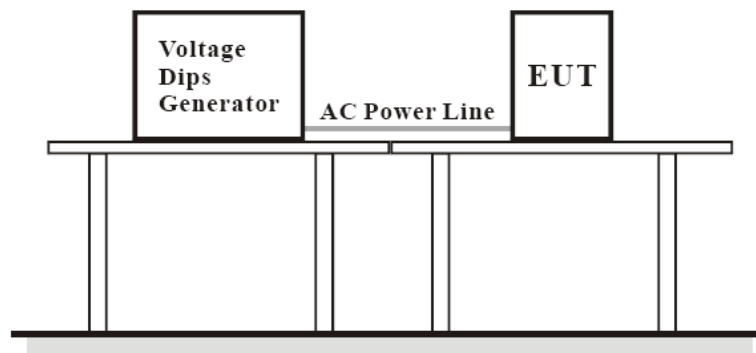 Voltage
Dips
Generator
AC Power Line
EUT